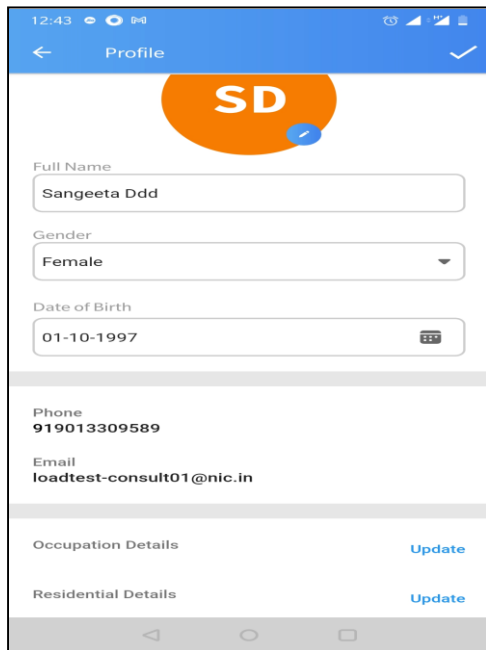 12:43
Profile
SD
Full Name
Sangeeta Ddd
Gender
Female
Date of Birth
01-10-1997
Phone
919013309589
Email
loadtest-consult01@nic.in
Occupation Details
Update
Residential Details
Update